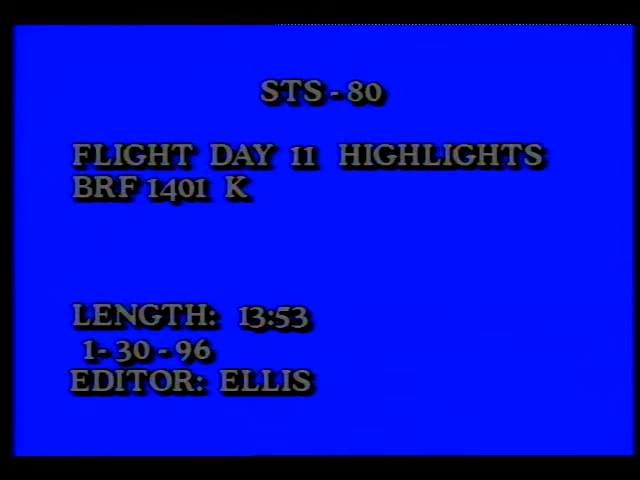 STS - 80
FLIGHT DAY 11 HIGHLIGHTS
BRF 1401 K
LENGTH: 13:53
1-30-96
EDITOR: ELLIS